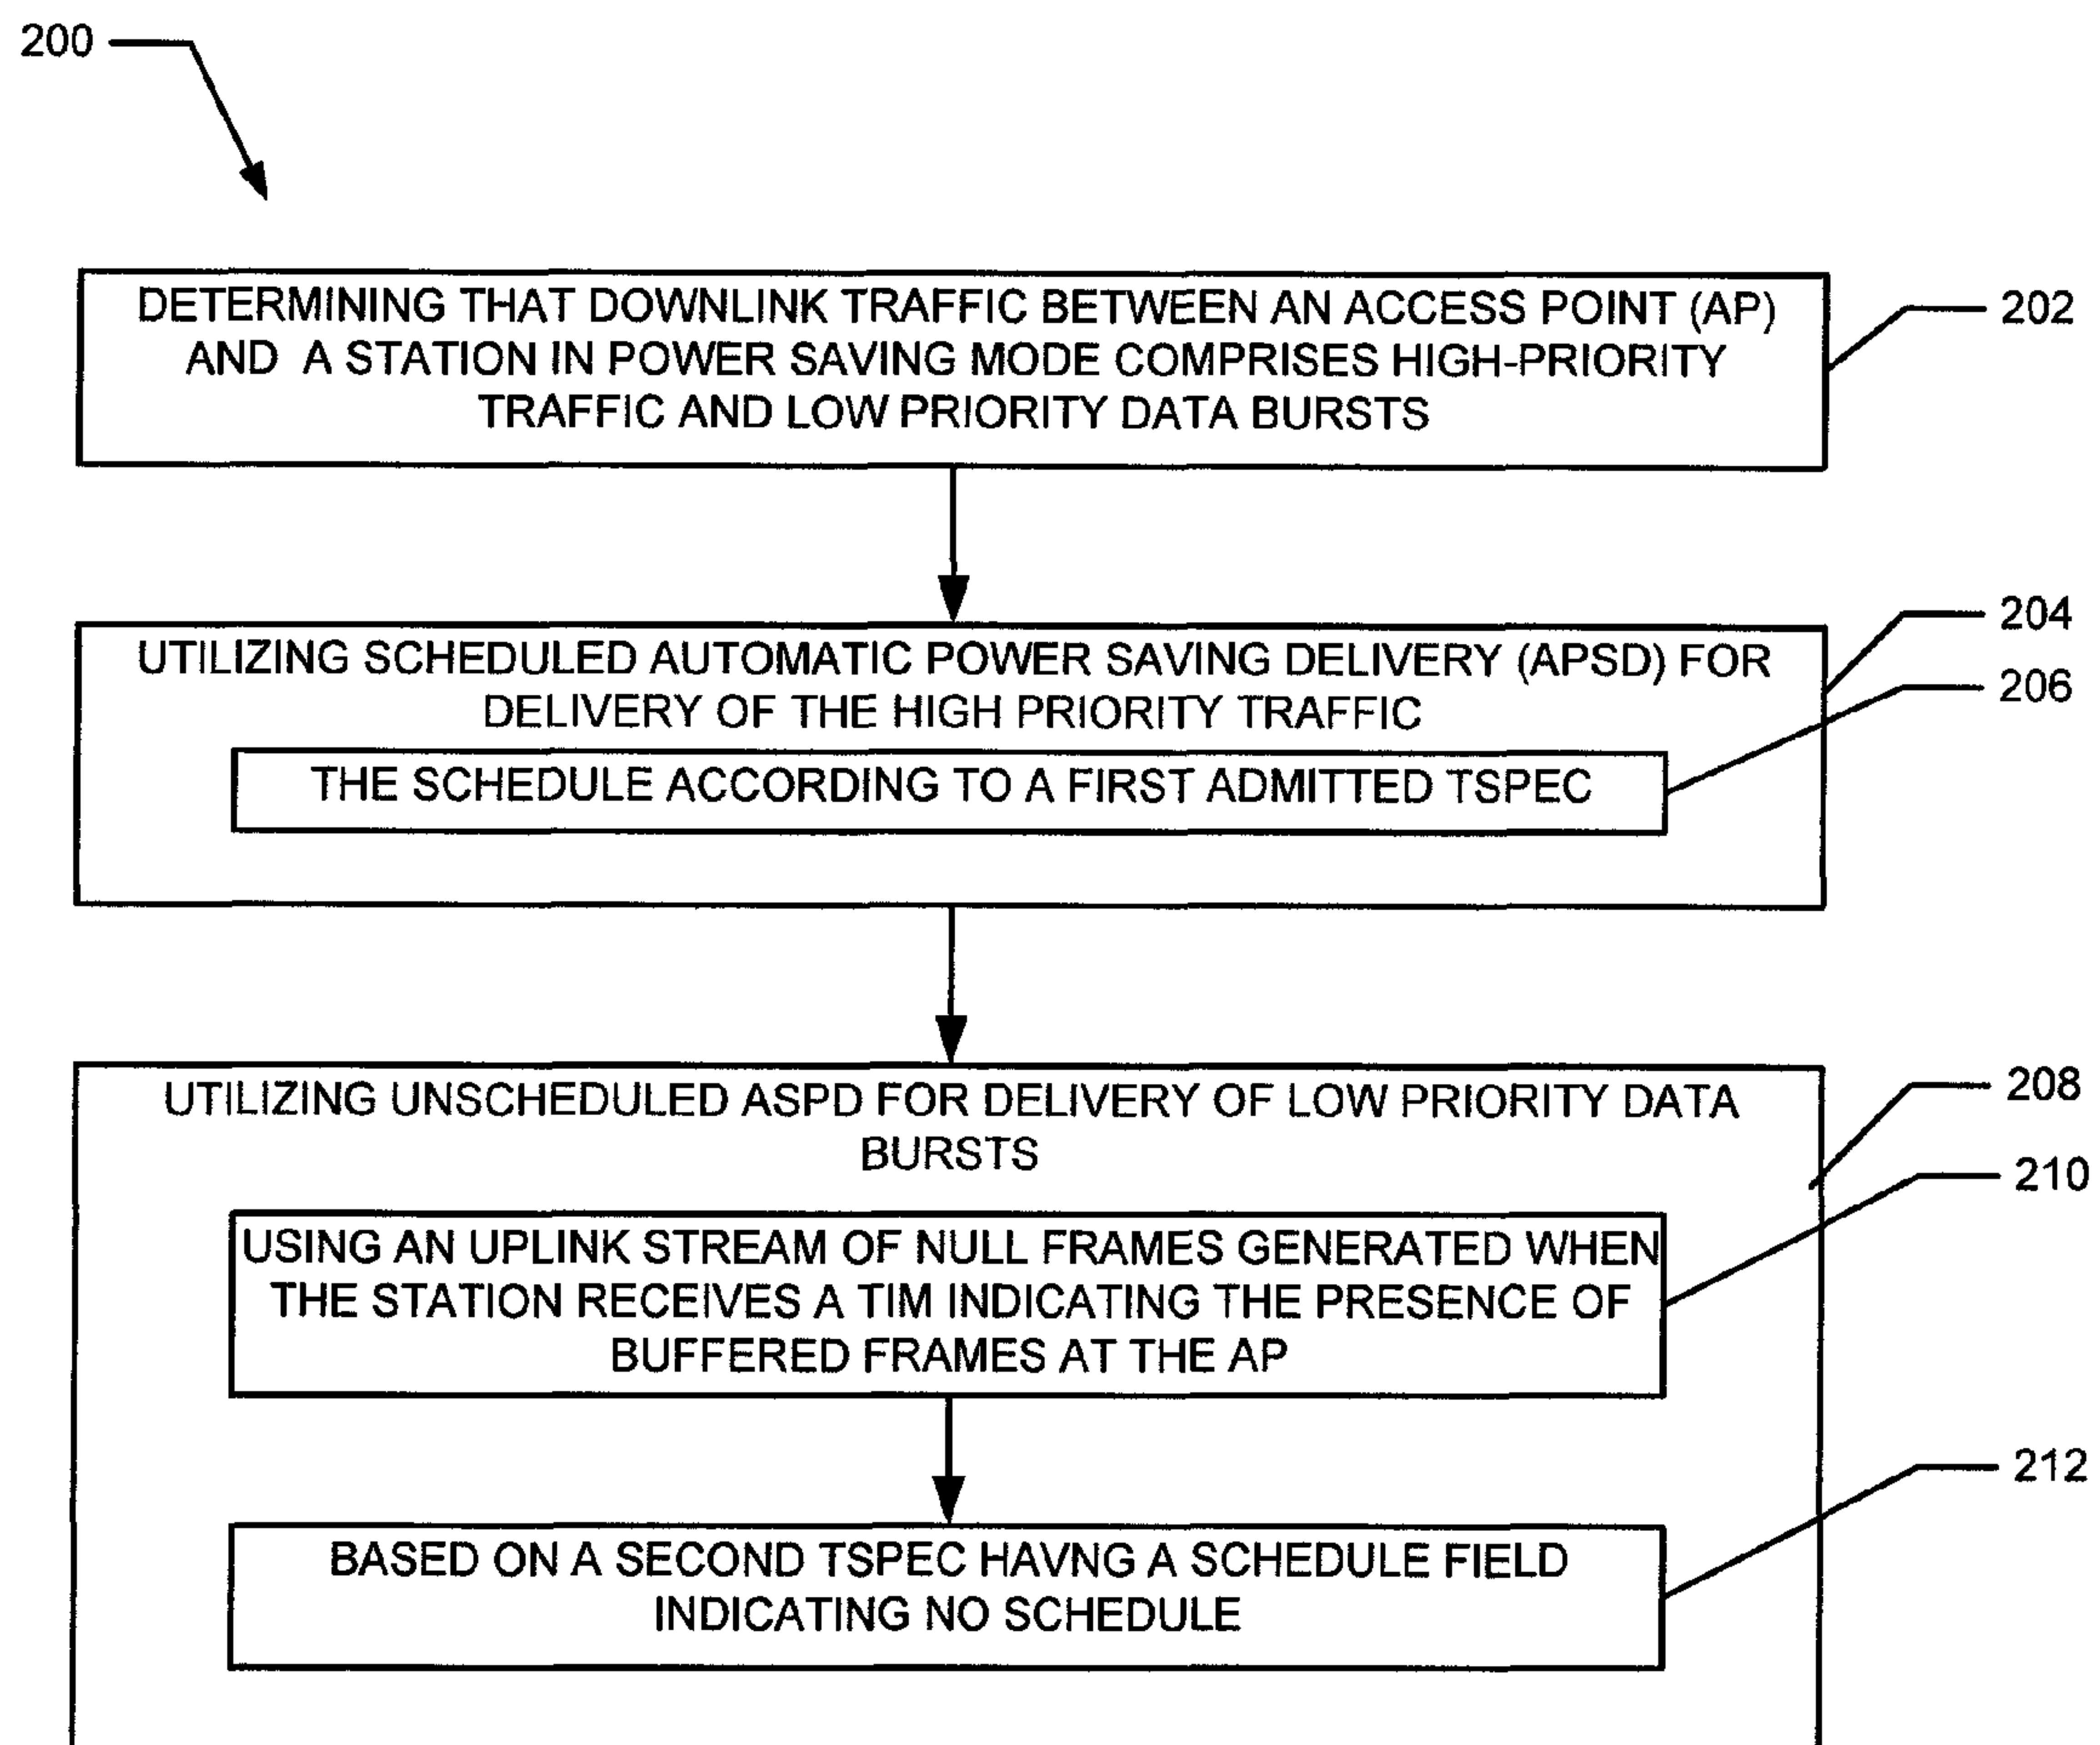 200
DETERMINING THAT DOWNLINK TRAFFIC BETWEEN AN ACCESS POINT (AP)
AND A STATION IN POWER SAVING MODE COMPRISES HIGH-PRIORITY
TRAFFIC AND LOW PRIORITY DATA BURSTS
202
UTILIZING SCHEDULED AUTOMATIC POWER SAVING DELIVERY (APSD) FOR
DELIVERY OF THE HIGH PRIORITY TRAFFIC
204
206
THE SCHEDULE ACCORDING TO A FIRST ADMITTED TSPEC
UTILIZING UNSCHEDULED ASPD FOR DELIVERY OF LOW PRIORITY DATA
BURSTS
208
210
USING AN UPLINK STREAM OF NULL FRAMES GENERATED WHEN
THE STATION RECEIVES A TIM INDICATING THE PRESENCE OF
BUFFERED FRAMES AT THE AP
212
BASED ON A SECOND TSPEC HAVNG A SCHEDULE FIELD
INDICATING NO SCHEDULE